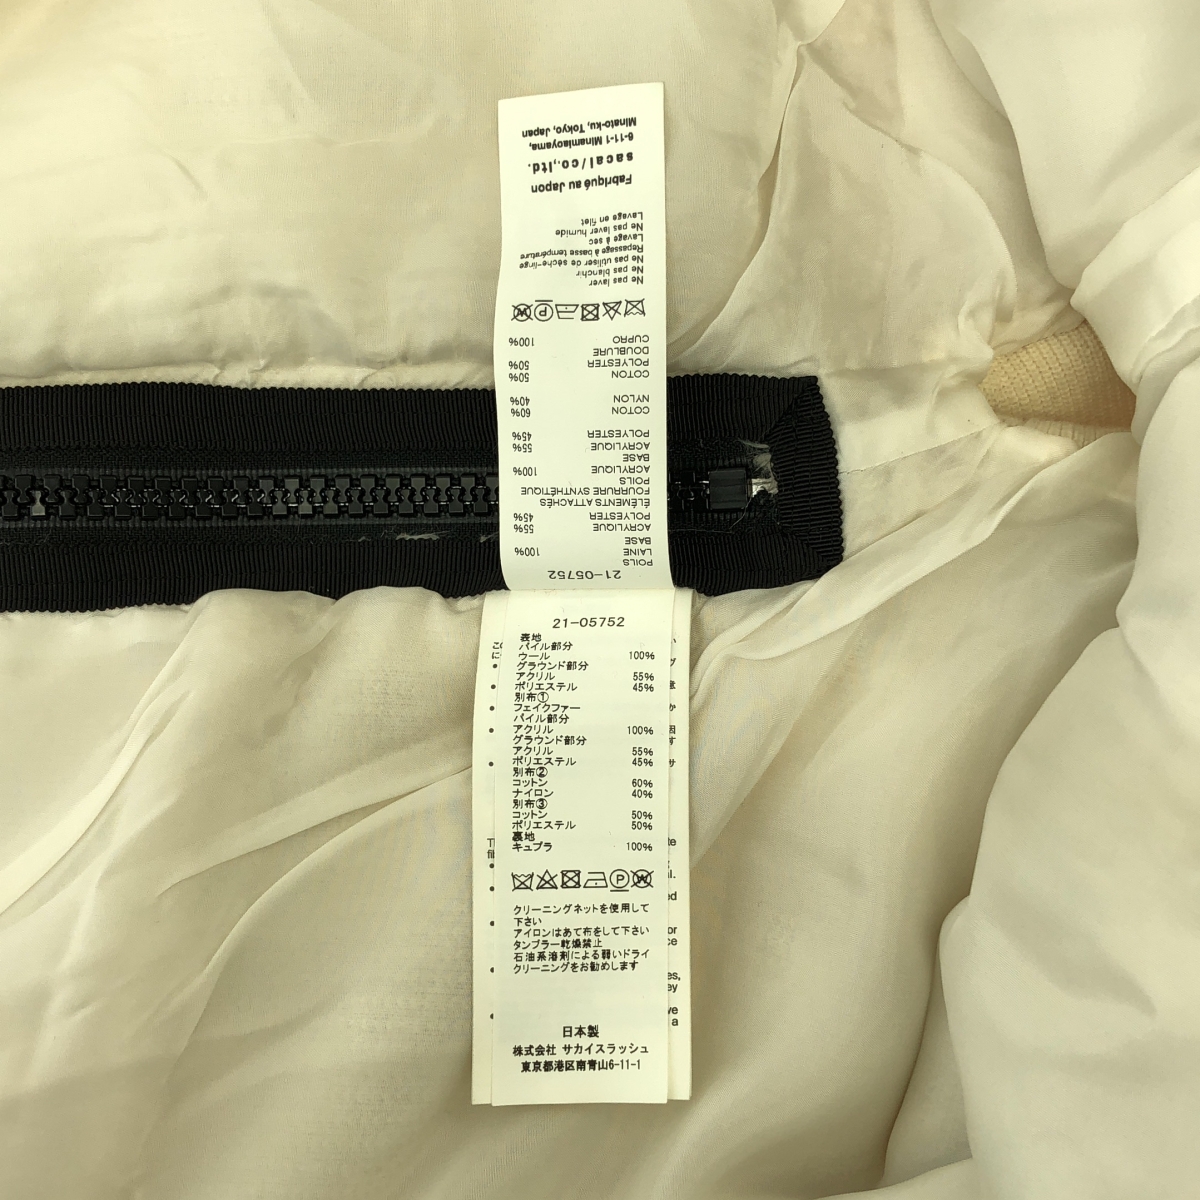 Minato-ku, Tokyo, Japan
6-11-1 Minamiaoyama,
sacai/co.,ltd.
Fabriqué au Japon
Lavage en filet
Ne pas laver humide
Lavage à sec
Repassage à basse température
Ne pas utiliser de sèche-linge
Ne pas blanchir
Ne pas laver
CUPRO 100%
DOUBLURE
POLYESTER 50%
COTON 50%
NYLON 40%
COTON 60%
POLYESTER 45%
ACRYLIQUE 55%
BASE
ACRYLIQUE 100%
POILS
FOURRURE SYNTHÉTIQUE
ÉLÉMENTS ATTACHÉS
POLYESTER 45%
ACRYLIQUE 55%
BASE
LAINE 100%
POILS
21-05752
21-05752
表地
パイル部分
ウール 100%
グラウンド部分
アクリル 55%
ポリエステル 45%
別布①
フェイクファー
パイル部分
アクリル 100%
グラウンド部分
アクリル 55%
ポリエステル 45%
別布②
コットン 60%
ナイロン 40%
別布③
コットン 50%
ポリエステル 50%
裏地
キュプラ 100%
クリーニングネットを使用して
下さい
アイロンはあて布をして下さい
タンブラー乾燥禁止
石油系溶剤による弱いドライ
クリーニングをお勧めします
日本製
株式会社 サカイスラッシュ
東京都港区南青山6-11-1